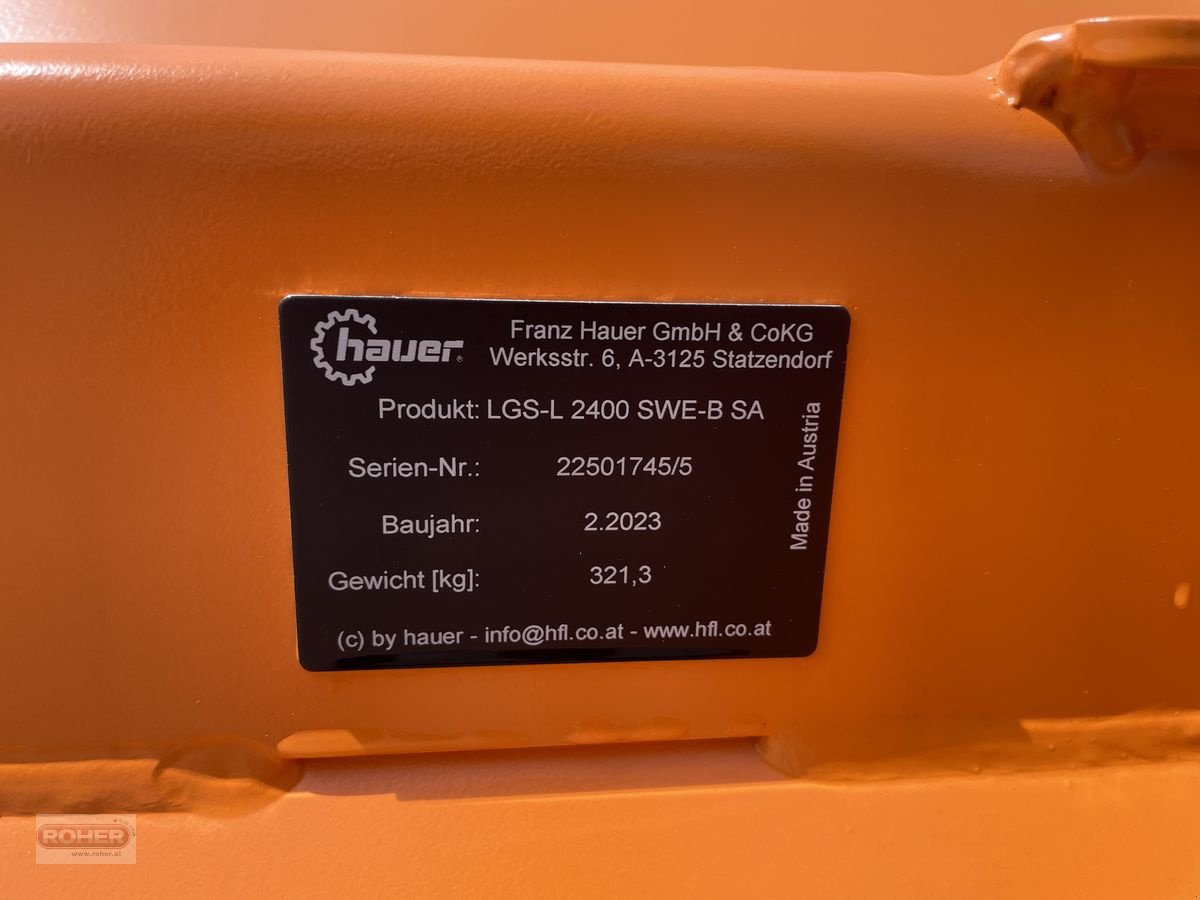 hauer
Franz Hauer GmbH & CoKG
Werksstr. 6, A-3125 Statzendorf
Produkt: LGS-L 2400 SWE-B SA
Serien-Nr.: 22501745/5
Baujahr: 2.2023
Gewicht [kg]: 321,3
Made in Austria
(c) by hauer - info@hfl.co.at - www.hfl.co.at
ROHER
www.roher.at